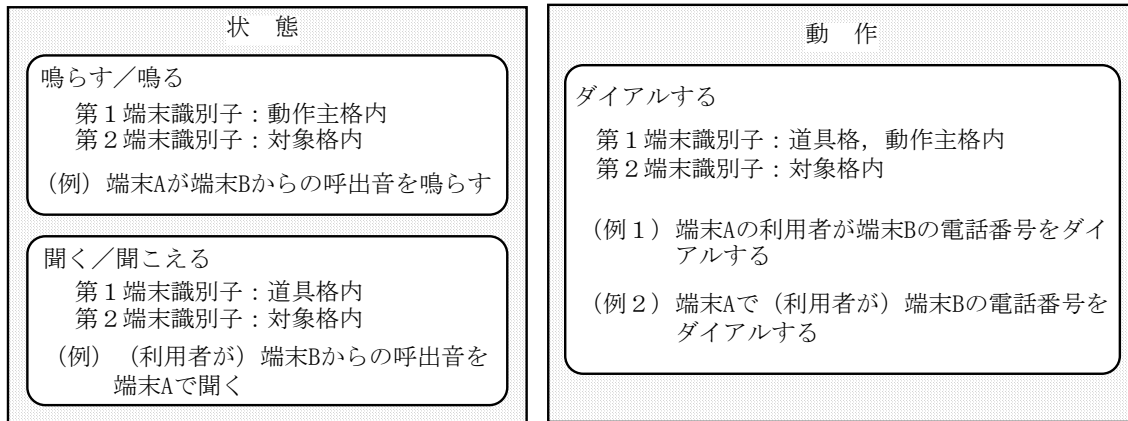 状　態
鳴らす／鳴る
第１端末識別子：動作主格内
第２端末識別子：対象格内
（例）端末Aが端末Bからの呼出音を鳴らす
聞く／聞こえる
第１端末識別子：道具格内
第２端末識別子：対象格内
（例）（利用者が）端末Bからの呼出音を
端末Aで聞く
動　作
ダイアルする
第１端末識別子：道具格，動作主格内
第２端末識別子：対象格内
（例１）端末Aの利用者が端末Bの電話番号をダイ
アルする
（例２）端末Aで（利用者が）端末Bの電話番号を
ダイアルする